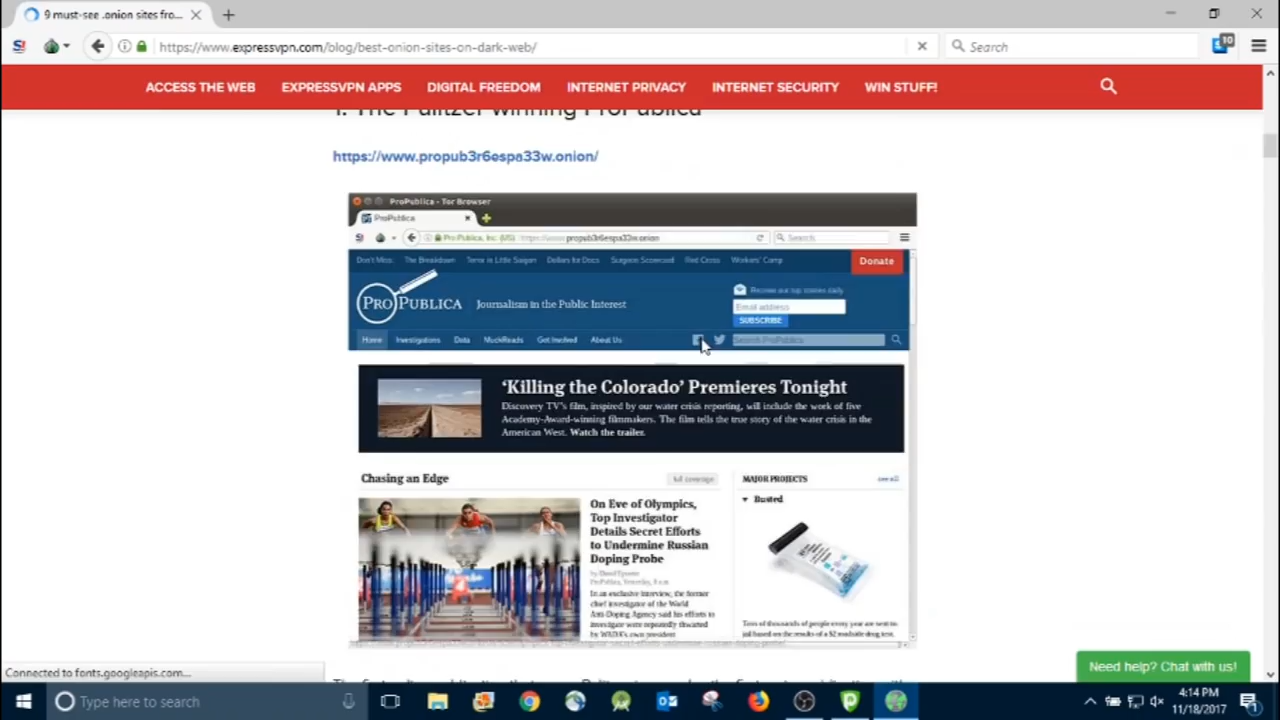 9 must-see .onion sites fro...
https://www.expressvpn.com/blog/best-onion-sites-on-dark-web/
Search
10
ACCESS THE WEB EXPRESSVPN APPS DIGITAL FREEDOM INTERNET PRIVACY INTERNET SECURITY WIN STUFF!
1. The Pulitzer winning ProPublica
https://www.propub3r6espa33w.onion/
ProPublica - Tor Browser
ProPublica
ProPublica, Inc. (US) https://www.propub3r6espa33w.onion
Search
Don't Miss: The Breakdown Terror in Little Saigon Dollars for Docs Surgeon Scorecard Red Cross Workers' Comp
Donate
Receive our top stories daily
Email address
SUBSCRIBE
PROPUBLICA Journalism in the Public Interest
Home Investigations Data MuckReads Get Involved About Us
Search ProPublica
'Killing the Colorado' Premieres Tonight
Discovery TV's film, inspired by our water crisis reporting, will include the work of five
Academy-Award-winning filmmakers. The film tells the true story of the water crisis in the
American West. Watch the trailer.
Chasing an Edge
full coverage
On Eve of Olympics,
Top Investigator
Details Secret Efforts
to Undermine Russian
Doping Probe
by David Epstein
ProPublica, Yesterday, 8 a.m.
In an exclusive interview, the former
chief investigator of the World
Anti-Doping Agency said his efforts to
investigate were repeatedly thwarted
by WADA's own president
MAJOR PROJECTS see all
Busted
Tens of thousands of people every year are sent to
jail based on the results of a $2 roadside drug test.
Connected to fonts.googleapis.com...
Need help? Chat with us!
Type here to search
4:14 PM
11/18/2017
1